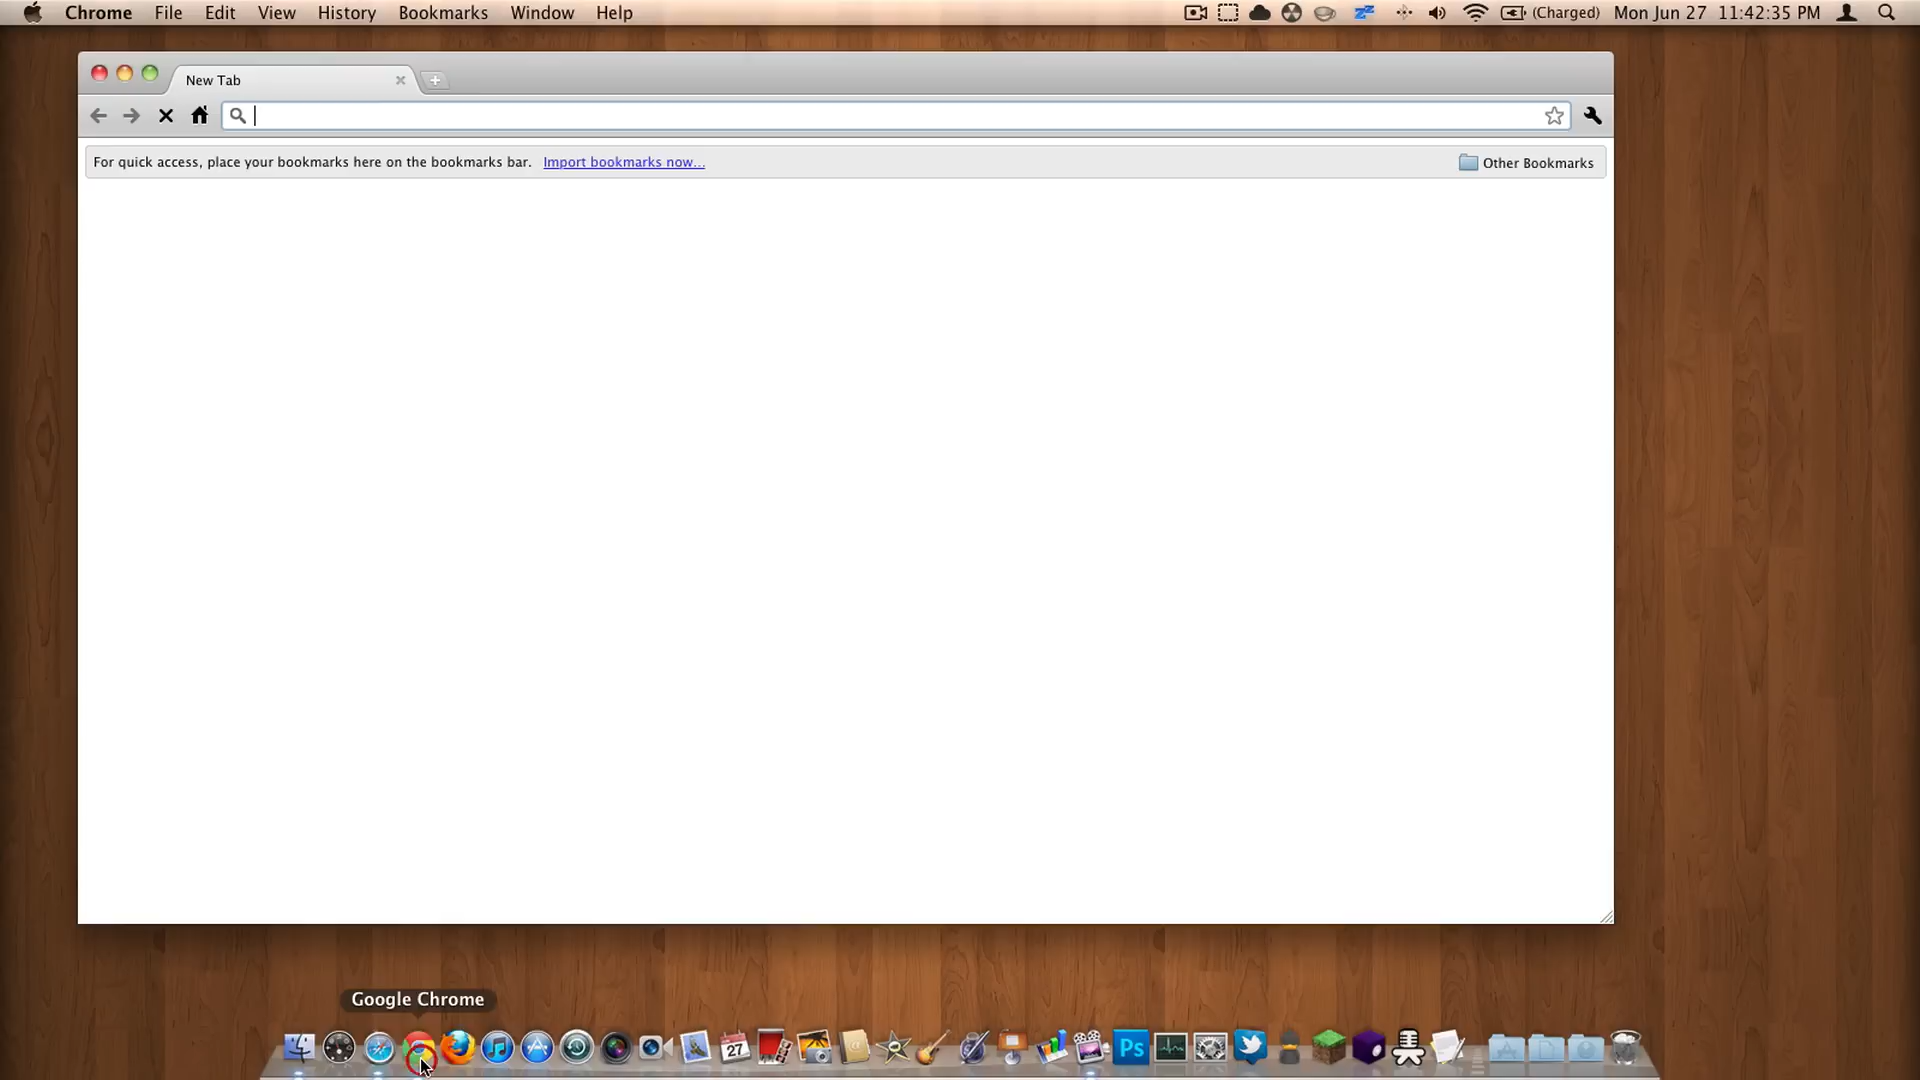 Chrome File Edit View History Bookmarks Window Help (Charged) Mon Jun 27 11:42:35 PM
New Tab
For quick access, place your bookmarks here on the bookmarks bar. Import bookmarks now... Other Bookmarks
Google Chrome
27 Ps